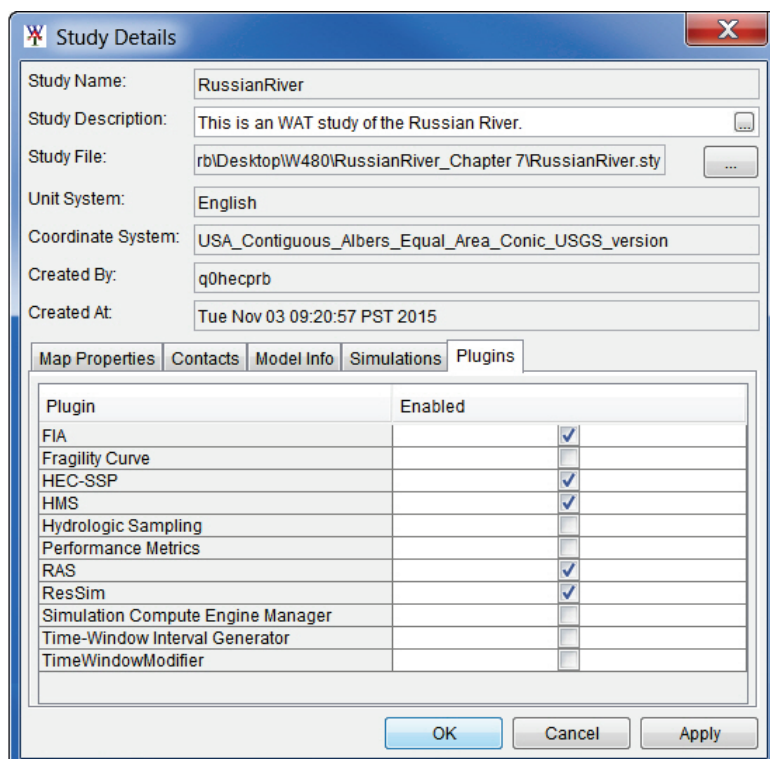 Study Details
Study Name: RussianRiver
Study Description: This is an WAT study of the Russian River. ...
Study File: rb\Desktop\W480\RussianRiver_Chapter 7\RussianRiver.sty ...
Unit System: English
Coordinate System: USA_Contiguous_Albers_Equal_Area_Conic_USGS_version
Created By: q0hecprb
Created At: Tue Nov 03 09:20:57 PST 2015
Map Properties Contacts Model Info Simulations Plugins
Plugin Enabled
FIA
Fragility Curve
HEC-SSP
HMS
Hydrologic Sampling
Performance Metrics
RAS
ResSim
Simulation Compute Engine Manager
Time-Window Interval Generator
TimeWindowModifier
OK Cancel Apply